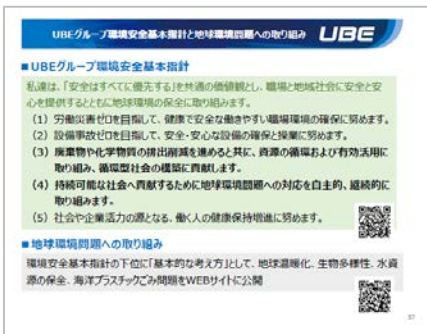 UBEグループ環境安全基本指針と地球環境問題への取り組み
UBE
■UBEグループ環境安全基本指針
私達は、「安全はすべてに優先する」を共通の価値観とし、職場と地域社会に安全と安
心を提供するとともに地球環境の保全に取り組みます。
（1）労働災害ゼロを目指して、健康で安全な働きやすい職場環境の確保に努めます。
（2）設備事故ゼロを目指して、安全・安心な設備の確保と操業に努めます。
（3）廃棄物や化学物質の排出削減を進めると共に、資源の循環および有効活用に
取り組み、循環型社会の構築に貢献します。
（4）持続可能な社会へ貢献するために地球環境問題への対応を自主的、継続的に
取り組みます。
（5）社会や企業活力の源となる、働く人の健康保持増進に努めます。
■地球環境問題への取り組み
環境安全基本指針の下位に「基本的な考え方」として、地球温暖化、生物多様性、水資
源の保全、海洋プラスチックごみ問題をWEBサイトに公開
37